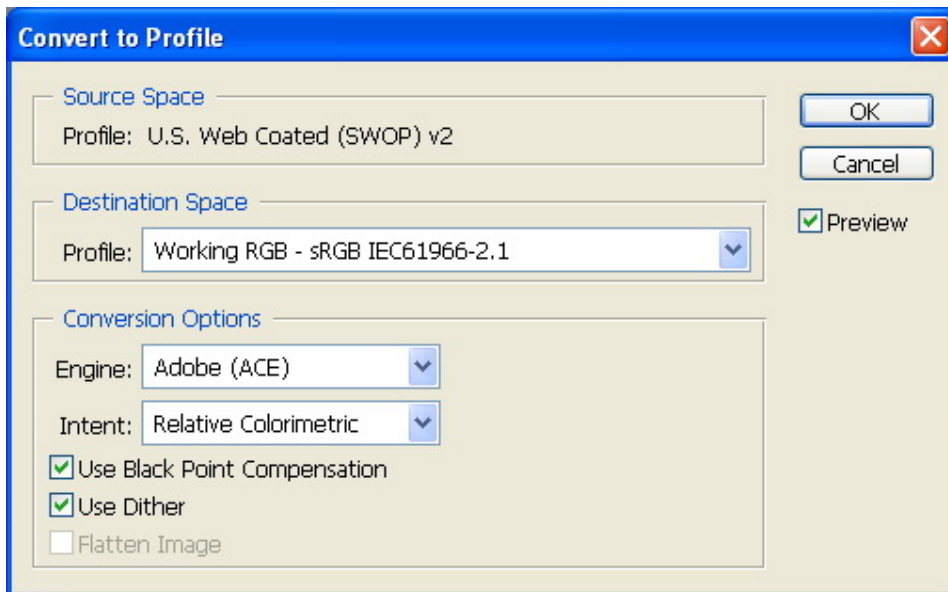 Convert to Profile
Source Space
Profile: U.S. Web Coated (SWOP) v2
OK
Cancel
Preview
Destination Space
Profile: Working RGB - sRGB IEC61966-2.1
Conversion Options
Engine: Adobe (ACE)
Intent: Relative Colorimetric
Use Black Point Compensation
Use Dither
Flatten Image